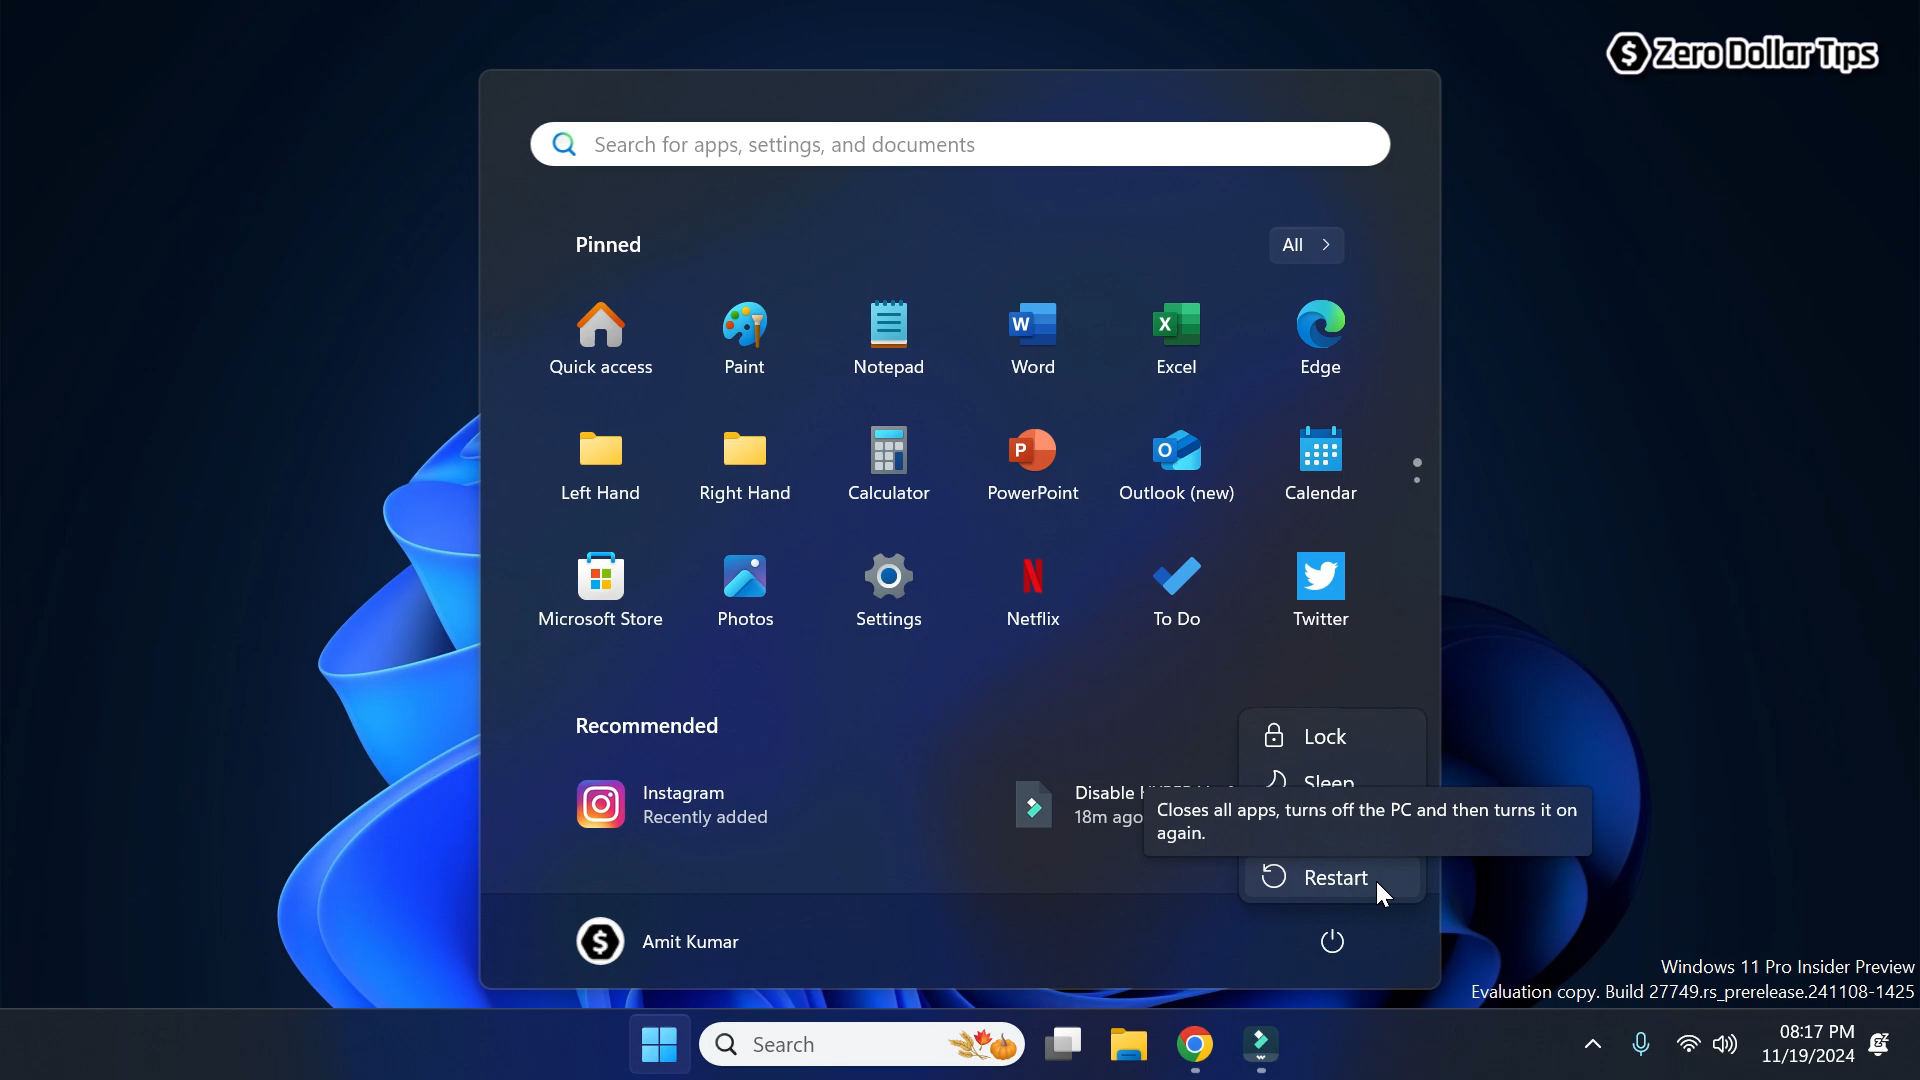 $ Zero Dollar Tips
Search for apps, settings, and documents
Pinned
All
Quick access
Paint
Notepad
Word
Excel
Edge
Left Hand
Right Hand
Calculator
PowerPoint
Outlook (new)
Calendar
Microsoft Store
Photos
Settings
Netflix
To Do
Twitter
Recommended
Instagram
Recently added
Disable
18m ago
Lock
Sleep
Closes all apps, turns off the PC and then turns it on
again.
Restart
$
Amit Kumar
Windows 11 Pro Insider Preview
Evaluation copy. Build 27749.rs_prerelease.241108-1425
Search
08:17 PM
11/19/2024